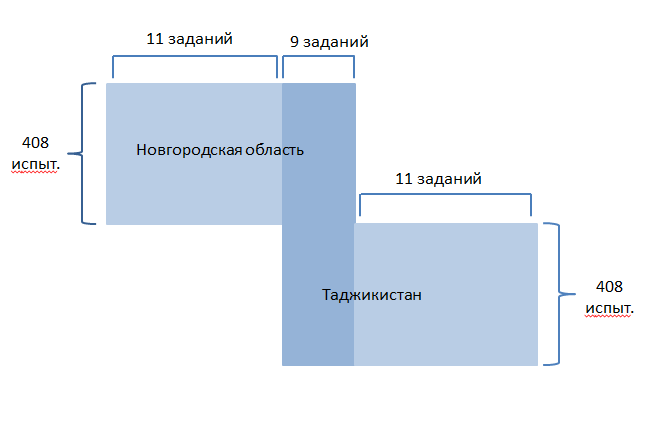 11 заданий
9 заданий
408
испыт.
Новгородская область
11 заданий
Таджикистан
408
испыт.